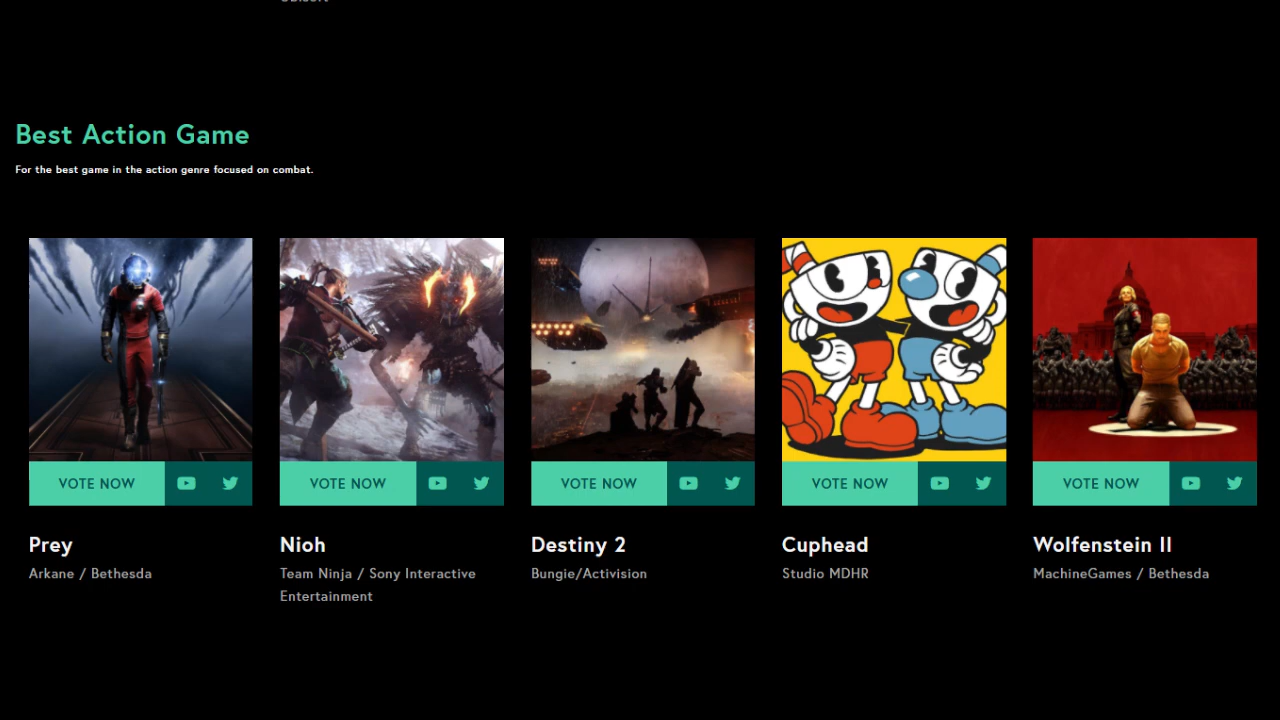 Best Action Game
For the best game in the action genre focused on combat.
VOTE NOW VOTE NOW VOTE NOW VOTE NOW VOTE NOW
Prey Nioh Destiny 2 Cuphead Wolfenstein II
Arkane / Bethesda Team Ninja / Sony Interactive Bungie/Activision Studio MDHR MachineGames / Bethesda
Entertainment